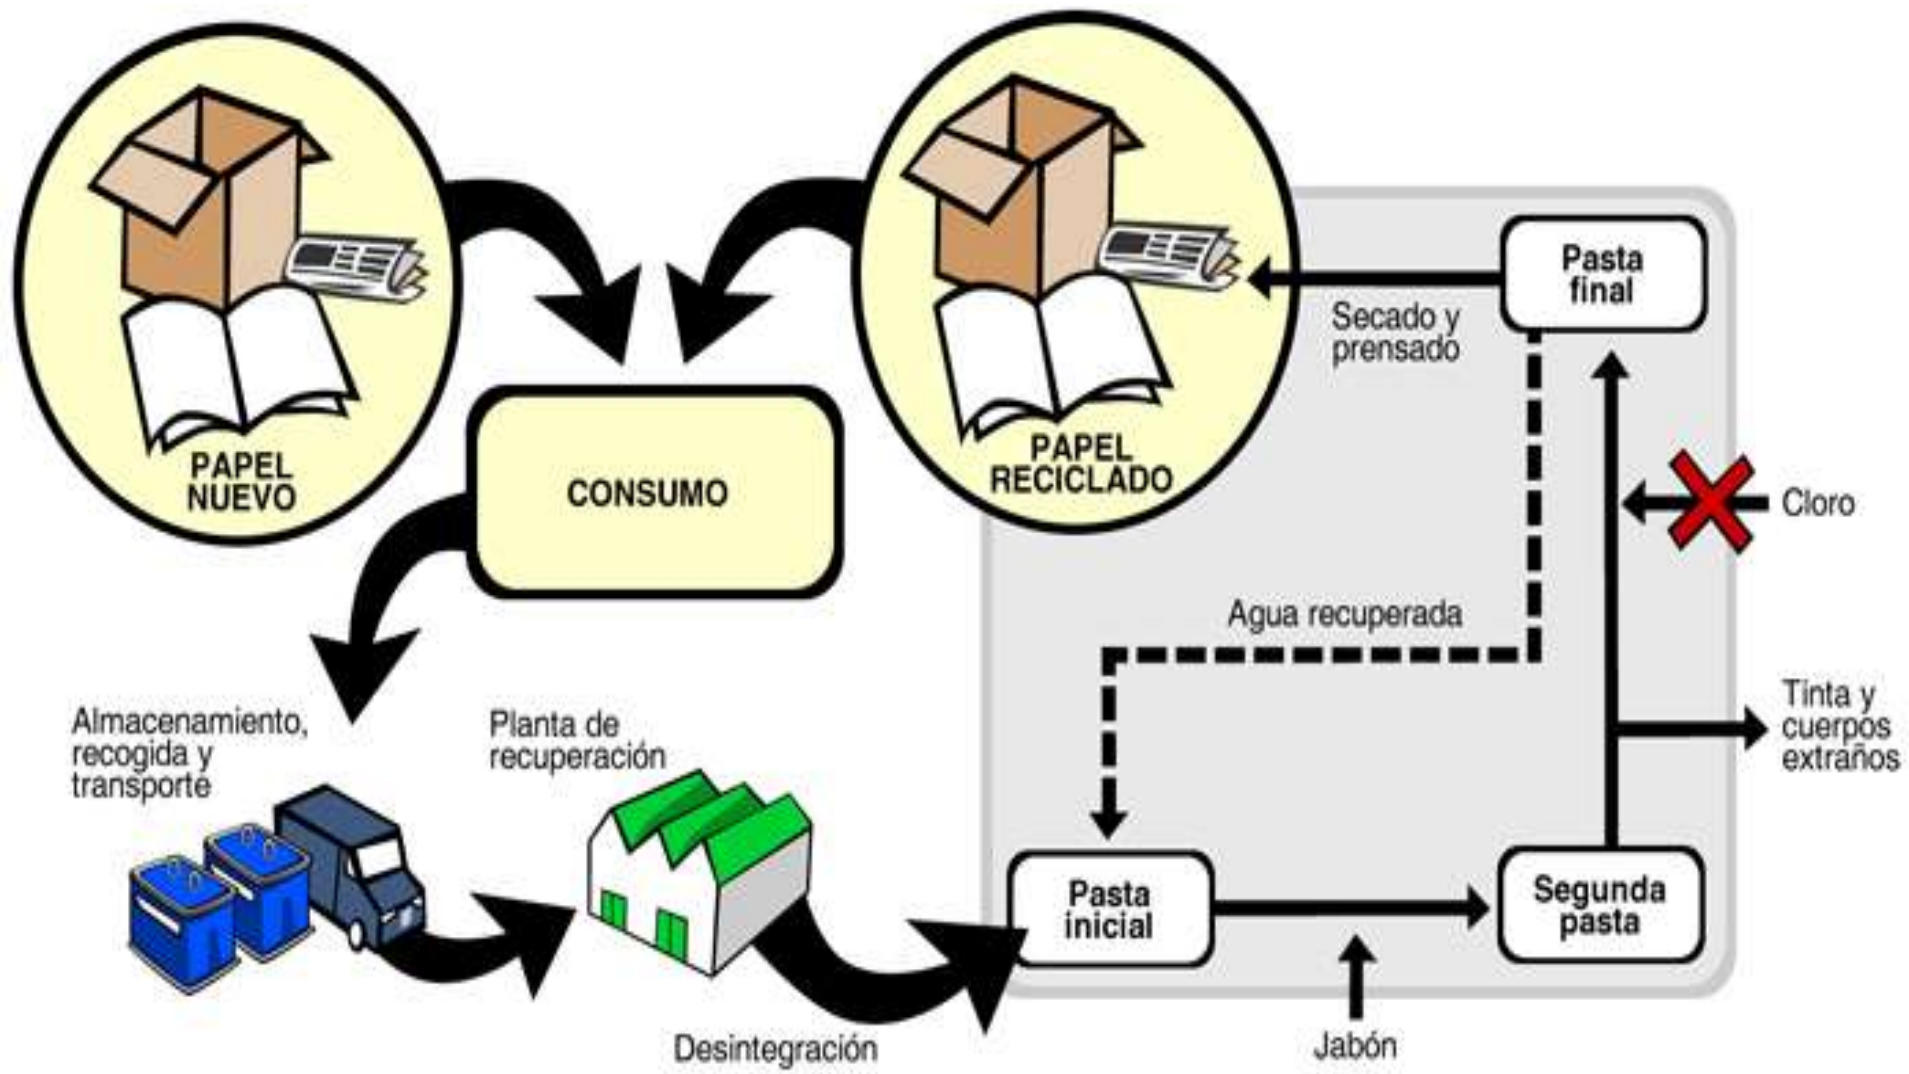 PAPEL
NUEVO
PAPEL
RECICLADO
CONSUMO
Pasta
final
Secado y
prensado
Cloro
Agua recuperada
Tinta y
cuerpos
extraños
Almacenamiento,
recogida y
transporte
Planta de
recuperación
Pasta
inicial
Segunda
pasta
Desintegración
Jabón